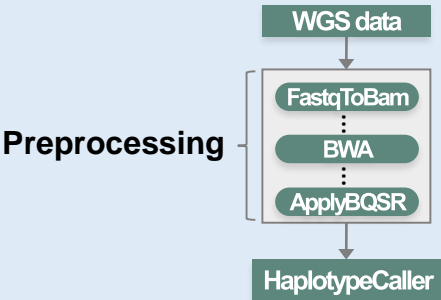 WGS data
FastqToBam
Preprocessing
BWA
ApplyBQSR
HaplotypeCaller